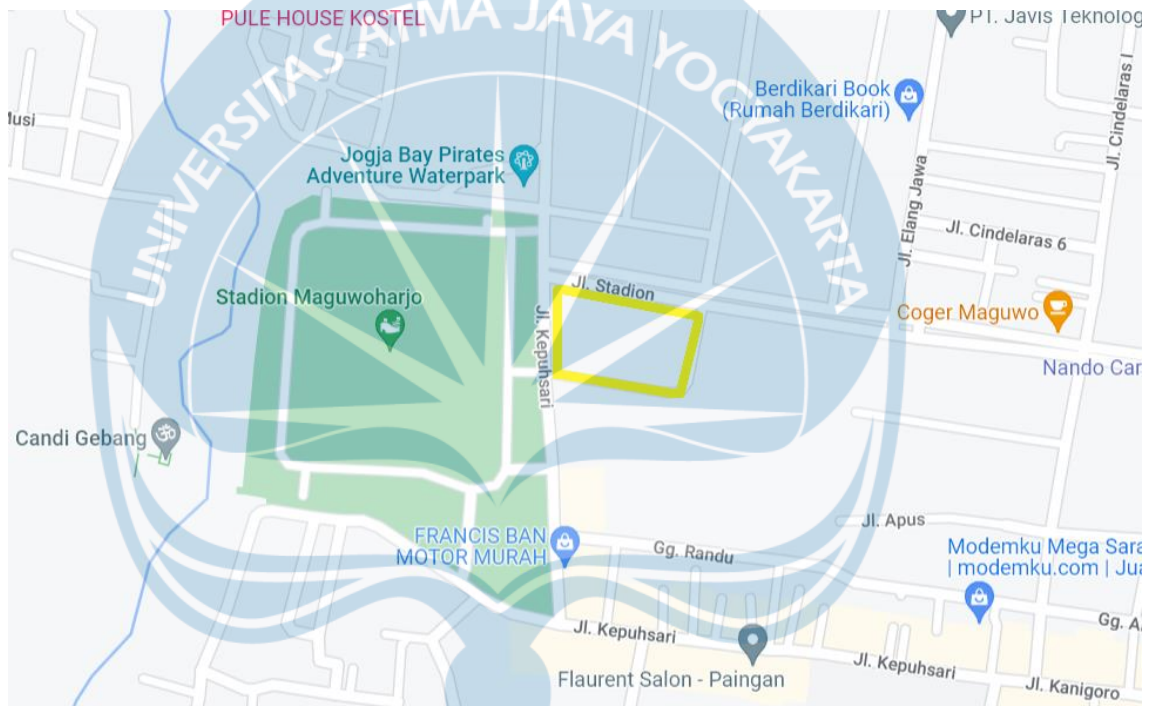 PULE HOUSE KOSTEL
PT. Javis Teknolog
UNIVERSITAS ATMA JAYA YOGYAKARTA
Berdikari Book
(Rumah Berdikari)
Musi
Jl. Cindelaras I
Jogja Bay Pirates
Adventure Waterpark
Jl. Elang Jawa
Jl. Cindelaras 6
Jl. Stadion
Stadion Maguwoharjo
Coger Maguwo
Jl. Kepuhsari
Nando Car
Candi Gebang
Jl. Apus
FRANCIS BAN
MOTOR MURAH
Gg. Randu
Modemku Mega Sara
| modemku.com | Jua
Gg. A
Jl. Kepuhsari
Jl. Kepuhsari
Flaurent Salon - Paingan
Jl. Kanigoro